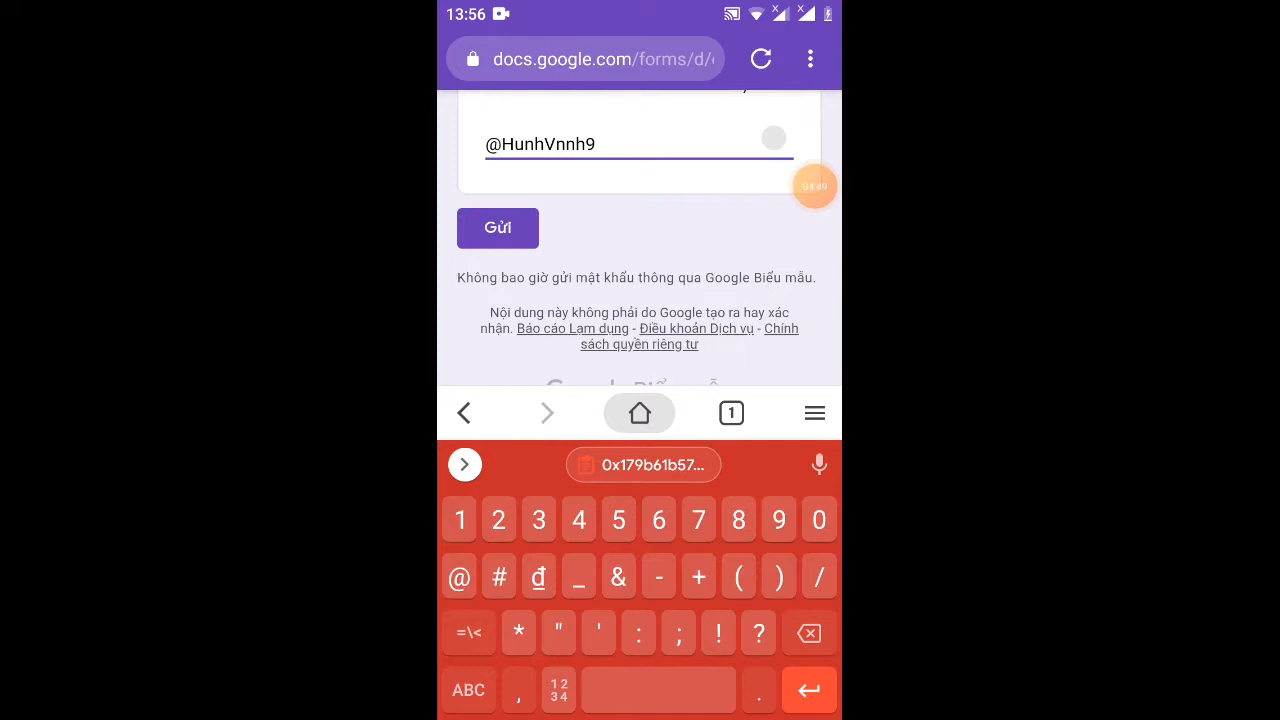 13:56
docs.google.com/forms/d/
@HunhVnnh9
04:49
Gửi
Không bao giờ gửi mật khẩu thông qua Google Biểu mẫu.
Nội dung này không phải do Google tạo ra hay xác
nhận. Báo cáo Lạm dụng - Điều khoản Dịch vụ - Chính
sách quyền riêng tư
1
0x179b61b57...
1 2 3 4 5 6 7 8 9 0
@ # ₫ _ & - + ( ) /
=\< * " ' : ; ! ?
ABC , 12 34 .